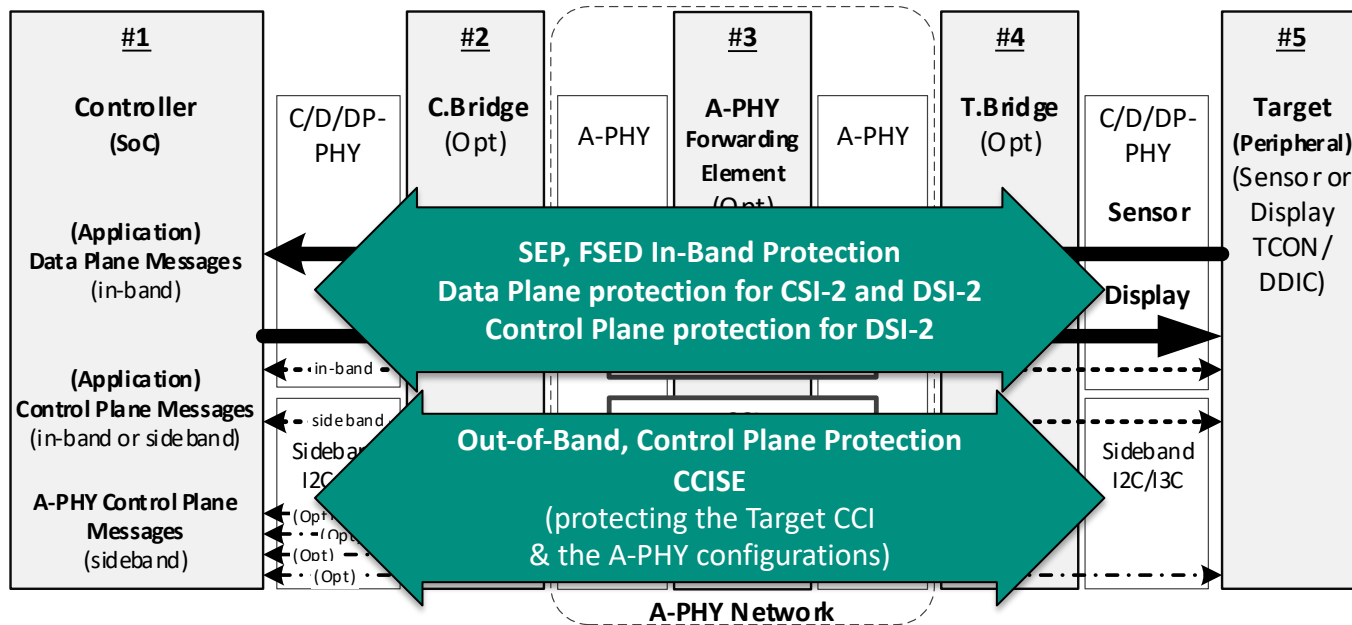 #1
Controller
(SoC)
(Application)
Data Plane Messages
(in-band)
(Application)
Control Plane Messages
(in-band or sideband)
A-PHY Control Plane
Messages
(sideband)
C/D/DP-
PHY
in-band
sideband
Sideband
I2C
(Opt)
(Opt)
(Opt)
(Opt)
#2
C.Bridge
(Opt)
A-PHY
#3
A-PHY
Forwarding
Element
(Opt)
A-PHY
#4
T.Bridge
(Opt)
C/D/DP-
PHY
Sensor
Display
Sideband
I2C/I3C
#5
Target
(Peripheral)
(Sensor or
Display
TCON/
DDIC)
SEP, FSED In-Band Protection
Data Plane protection for CSI-2 and DSI-2
Control Plane protection for DSI-2
Out-of-Band, Control Plane Protection
CCISE
(protecting the Target CCI
& the A-PHY configurations)
A-PHY Network